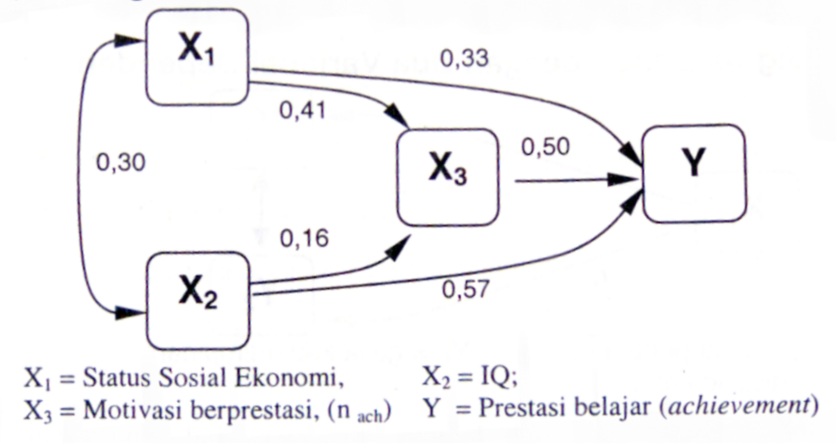 X₁
0,33
0,41
X₃
0,50
Y
0,30
0,16
X₂
0,57
X₁ = Status Sosial Ekonomi, X₂ = IQ;
X₃ = Motivasi berprestasi, (n ach) Y = Prestasi belajar (achievement)